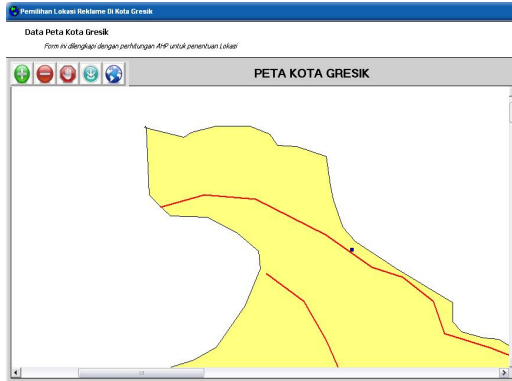 Pemilihan Lokasi Reklame Di Kota Gresik
Data Peta Kota Gresik
Form ini dilengkapi dengan perhitungan AHP untuk penentuan Lokasi
PETA KOTA GRESIK